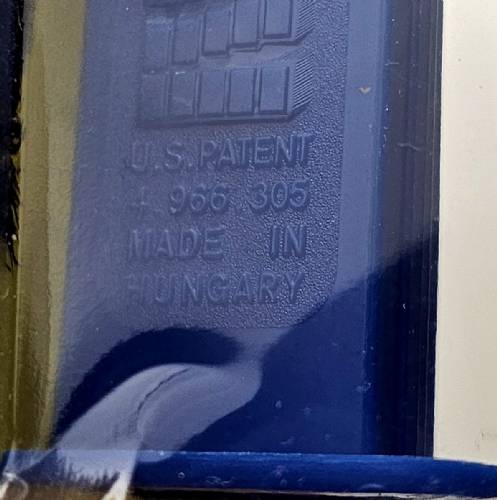 U.S. PATENT
4 966 305
MADE IN
HUNGARY